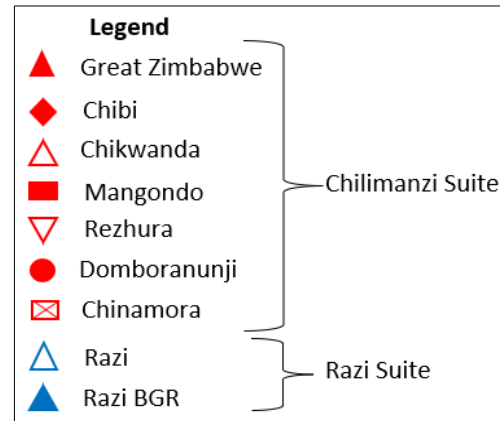 Legend
Great Zimbabwe
Chibi
Chikwanda
Mangondo
Rezhura
Domboranunji
Chinamora
Chilimanzi Suite
Razi
Razi BGR
Razi Suite